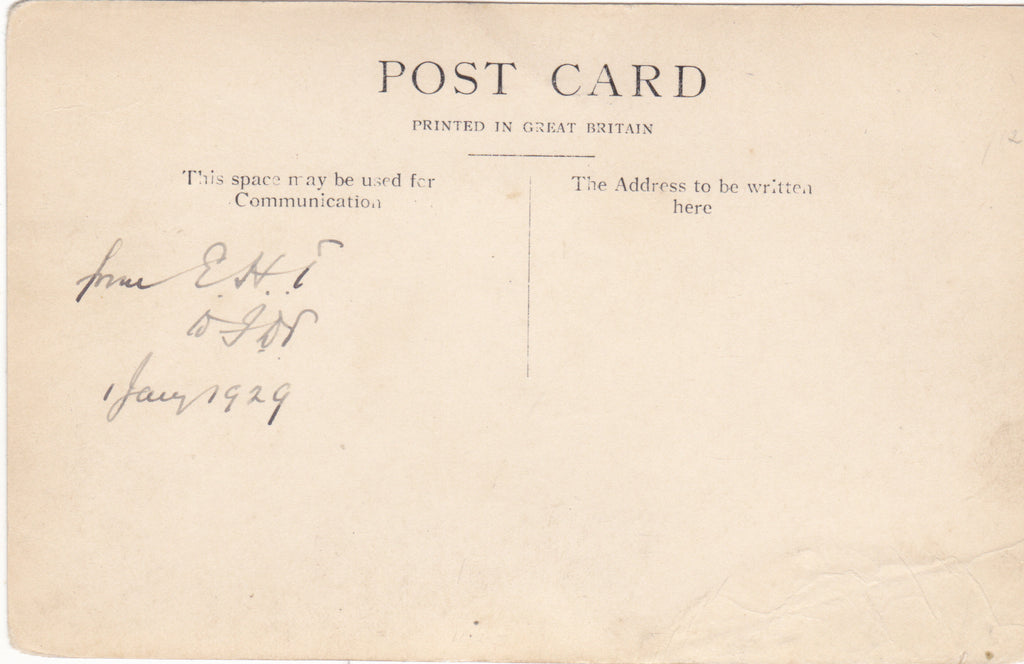 POST CARD
PRINTED IN GREAT BRITAIN
This space may be used for
Communication
The Address to be written
here
from E.H.T
1 Jany 1929
12